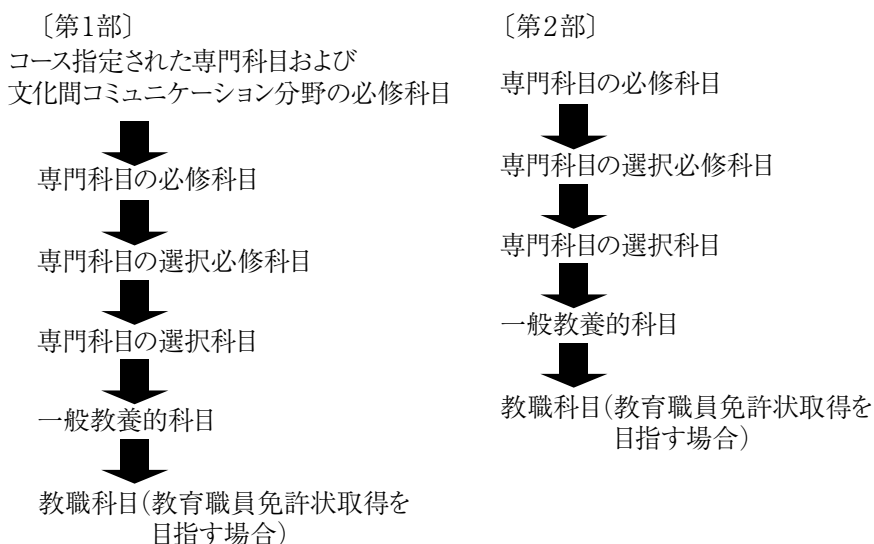 〔第1部〕
コース指定された専門科目および
文化間コミュニケーション分野の必修科目
専門科目の必修科目
専門科目の選択必修科目
専門科目の選択科目
一般教養的科目
教職科目(教育職員免許状取得を
目指す場合)
〔第2部〕
専門科目の必修科目
専門科目の選択必修科目
専門科目の選択科目
一般教養的科目
教職科目(教育職員免許状取得を
目指す場合)